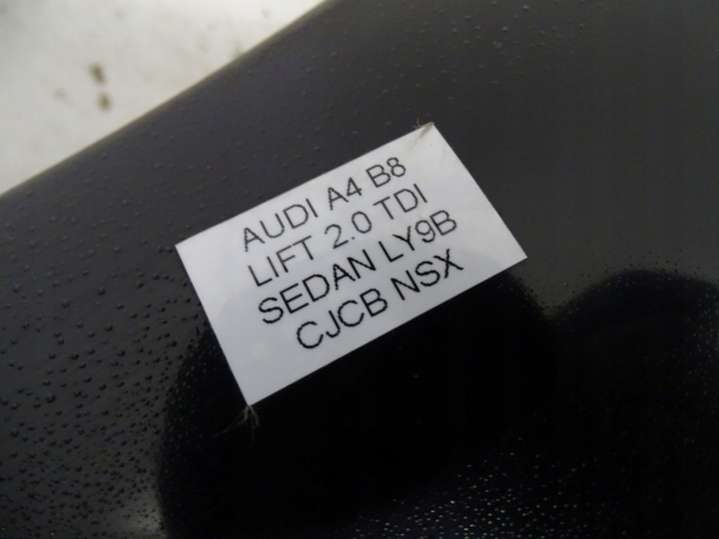 AUDI A4 B8
LIFT 2.0 TDI
SEDAN LY9B
CJCB NSX